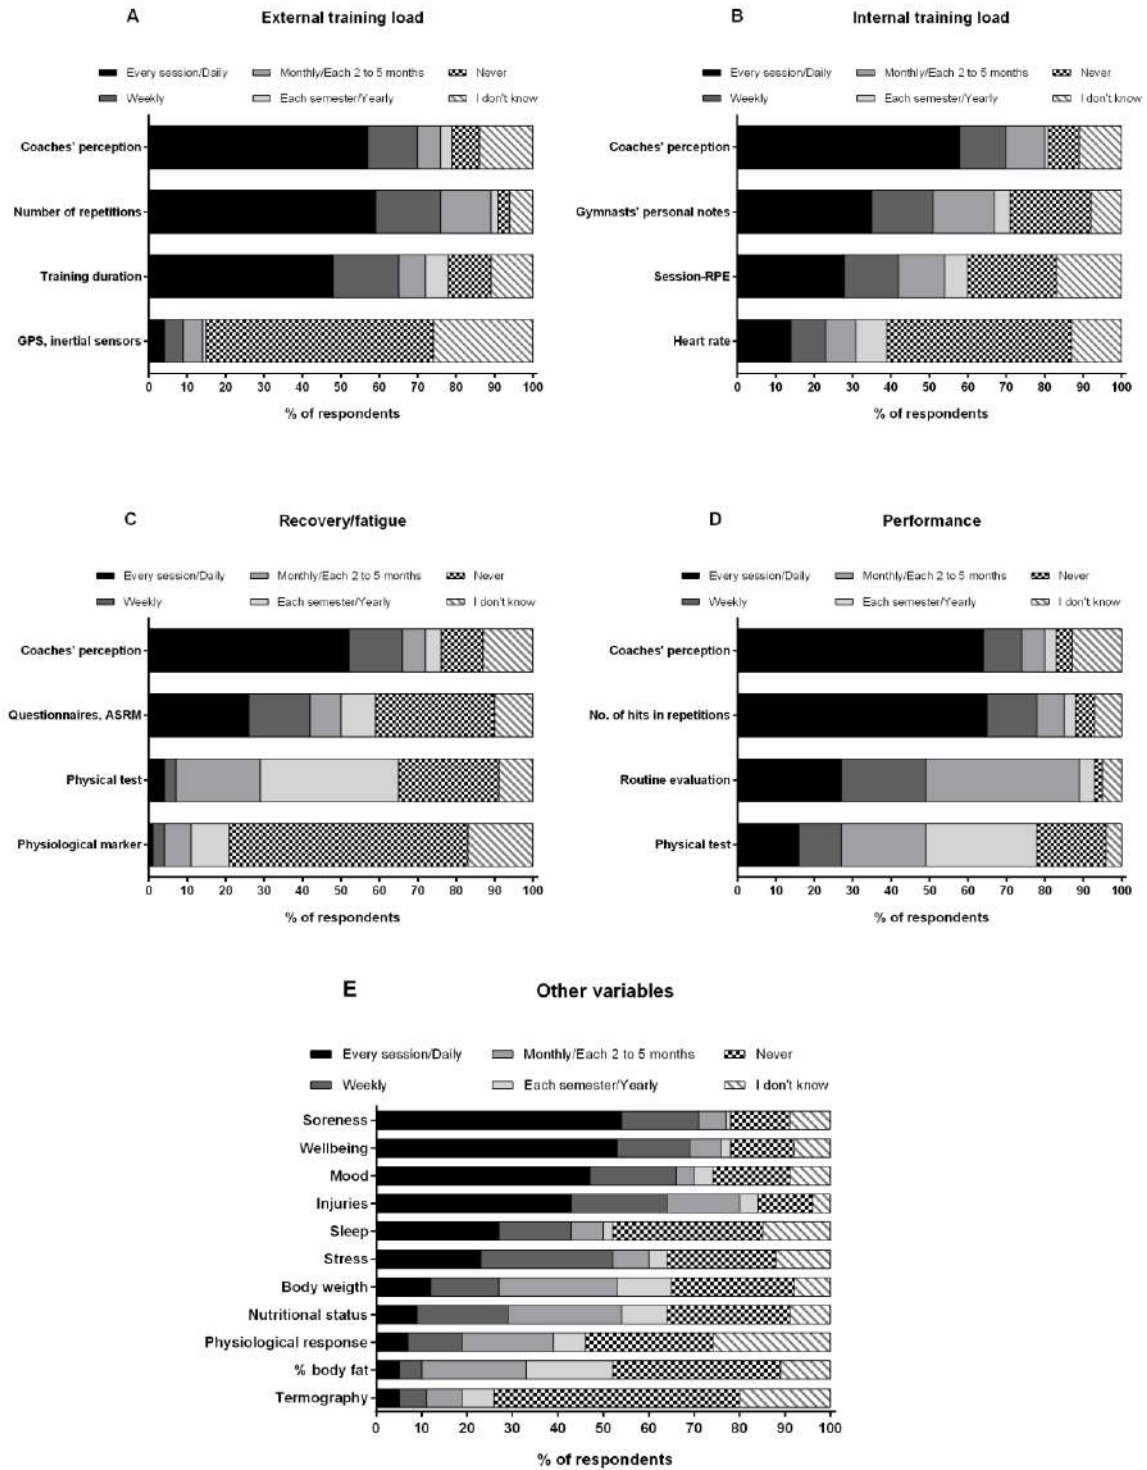 A External training load
Every session/Daily Monthly/Each 2 to 5 months Never
Weekly Each semester/Yearly I don't know
Coaches' perception
Number of repetitions
Training duration
GPS, inertial sensors
0 10 20 30 40 50 60 70 80 90 100
% of respondents
B Internal training load
Every session/Daily Monthly/Each 2 to 5 months Never
Weekly Each semester/Yearly I don't know
Coaches' perception
Gymnasts' personal notes
Session-RPE
Heart rate
0 10 20 30 40 50 60 70 80 90 100
% of respondents
C Recovery/fatigue
Every session/Daily Monthly/Each 2 to 5 months Never
Weekly Each semester/Yearly I don't know
Coaches' perception
Questionnaires, ASRM
Physical test
Physiological marker
0 10 20 30 40 50 60 70 80 90 100
% of respondents
D Performance
Every session/Daily Monthly/Each 2 to 5 months Never
Weekly Each semester/Yearly I don't know
Coaches' perception
No. of hits in repetitions
Routine evaluation
Physical test
0 10 20 30 40 50 60 70 80 90 100
% of respondents
E Other variables
Every session/Daily Monthly/Each 2 to 5 months Never
Weekly Each semester/Yearly I don't know
Soreness
Wellbeing
Mood
Injuries
Sleep
Stress
Body weigth
Nutritional status
Physiological response
% body fat
Termography
0 10 20 30 40 50 60 70 80 90 100
% of respondents